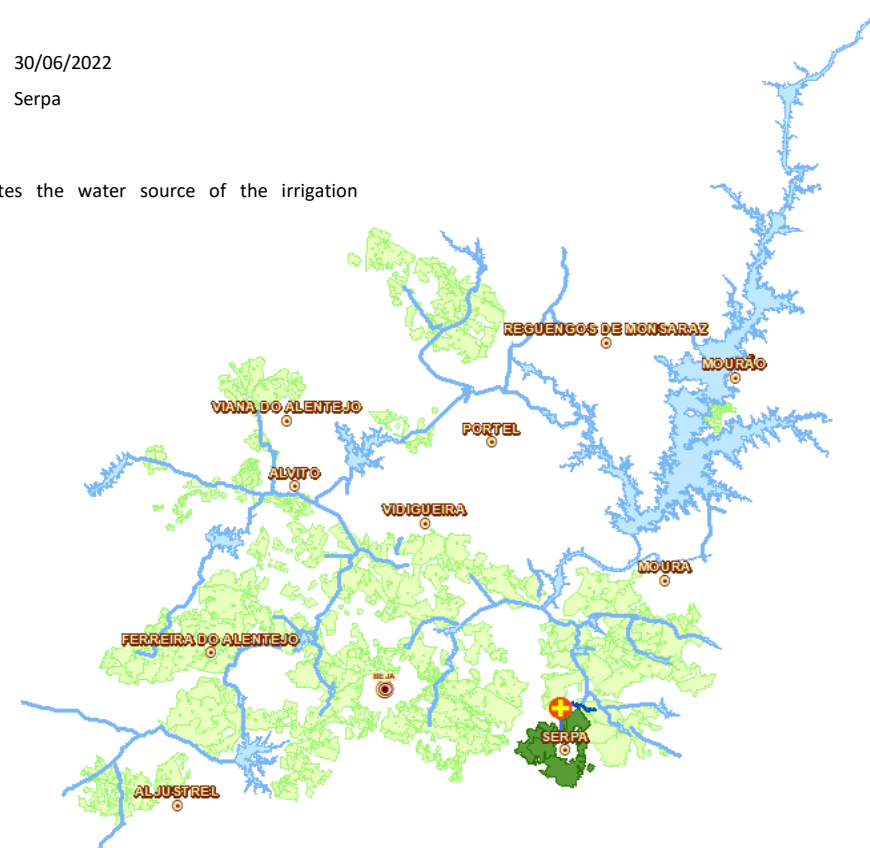 30/06/2022
Serpa
tes the water source of the irrigation
REGUENGOS DE MONSARAZ
MOURÃO
VIANA DO ALENTEJO
PORTEL
ALVITO
VIDIGUEIRA
MOURA
FERREIRA DO ALENTEJO
BEJA
SERPA
ALJUSTREL